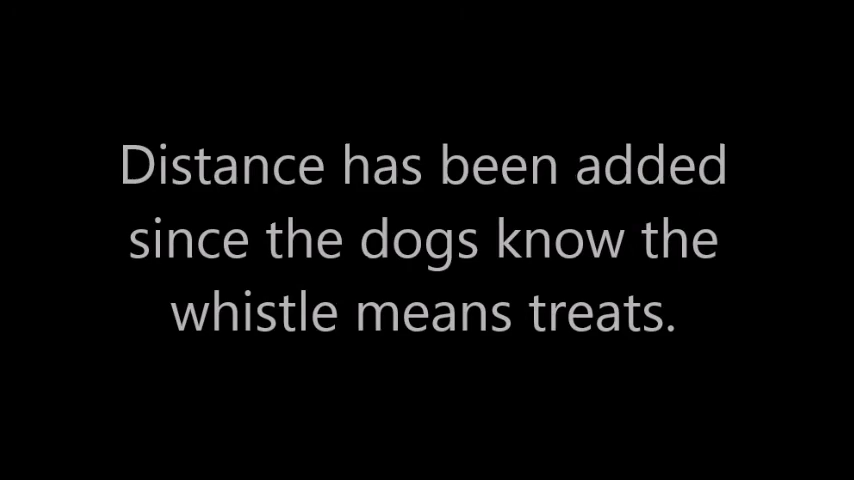 Distance has been added
since the dogs know the
whistle means treats.